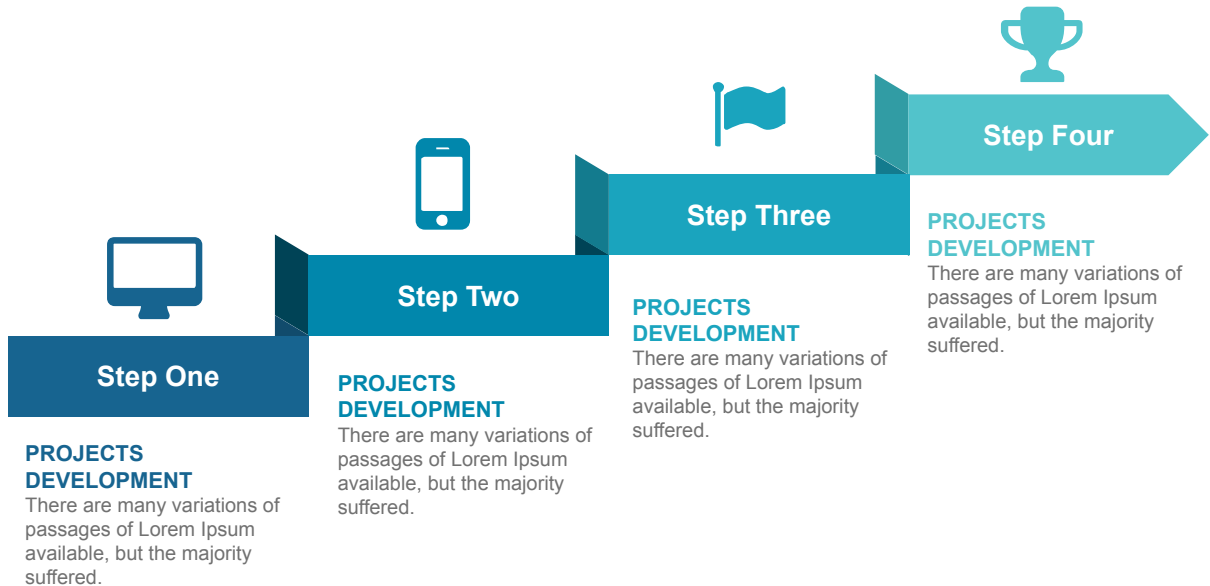 Step One
PROJECTS
DEVELOPMENT
There are many variations of
passages of Lorem Ipsum
available, but the majority
suffered.
Step Two
PROJECTS
DEVELOPMENT
There are many variations of
passages of Lorem Ipsum
available, but the majority
suffered.
Step Three
PROJECTS
DEVELOPMENT
There are many variations of
passages of Lorem Ipsum
available, but the majority
suffered.
Step Four
PROJECTS
DEVELOPMENT
There are many variations of
passages of Lorem Ipsum
available, but the majority
suffered.